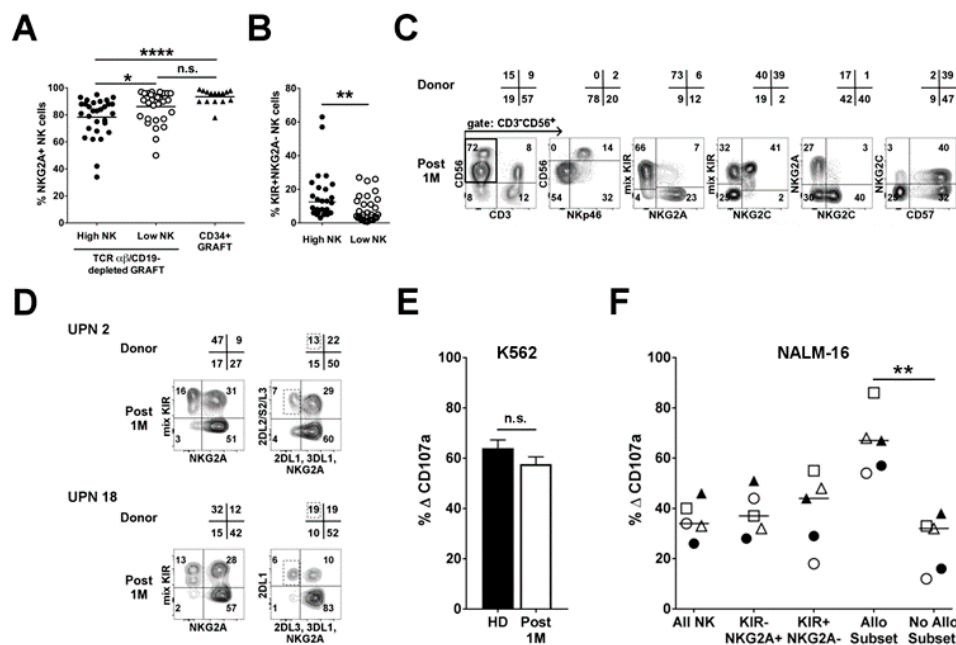 A
****
*
n.s.
% NKG2A+ NK cells
100
80
60
40
20
0
High NK
Low NK
CD34+
GRAFT
TCR αβ/CD19-
depleted GRAFT
B
**
% KIR+NKG2A- NK cells
100
80
60
40
20
0
High NK
Low NK
C
Donor
15 9
19 57
0 2
78 20
73 6
9 12
40 39
19 2
17 1
42 40
2 39
9 47
gate: CD3-CD56+
Post
1M
72 8
8 12
CD56
CD3
0 14
54 32
CD56
NKp46
66 7
4 23
mix KIR
NKG2A
32 41
25 2
mix KIR
NKG2C
27 3
30 40
NKG2A
NKG2C
3 40
25 32
NKG2C
CD57
D
UPN 2
Donor
47 9
17 27
13 22
15 50
Post
1M
16 31
3 51
mix KIR
NKG2A
7 29
4 60
2DL2/S2/L3
2DL1, 3DL1,
NKG2A
UPN 18
Donor
32 12
15 42
19 19
10 52
Post
1M
13 28
2 57
mix KIR
NKG2A
6 10
1 83
2DL1
2DL3, 3DL1,
NKG2A
E
K562
n.s.
% Δ CD107a
100
80
60
40
20
0
HD
Post
1M
F
NALM-16
**
% Δ CD107a
100
80
60
40
20
0
All NK
KIR-
NKG2A+
KIR+
NKG2A-
Allo
Subset
No Allo
Subset